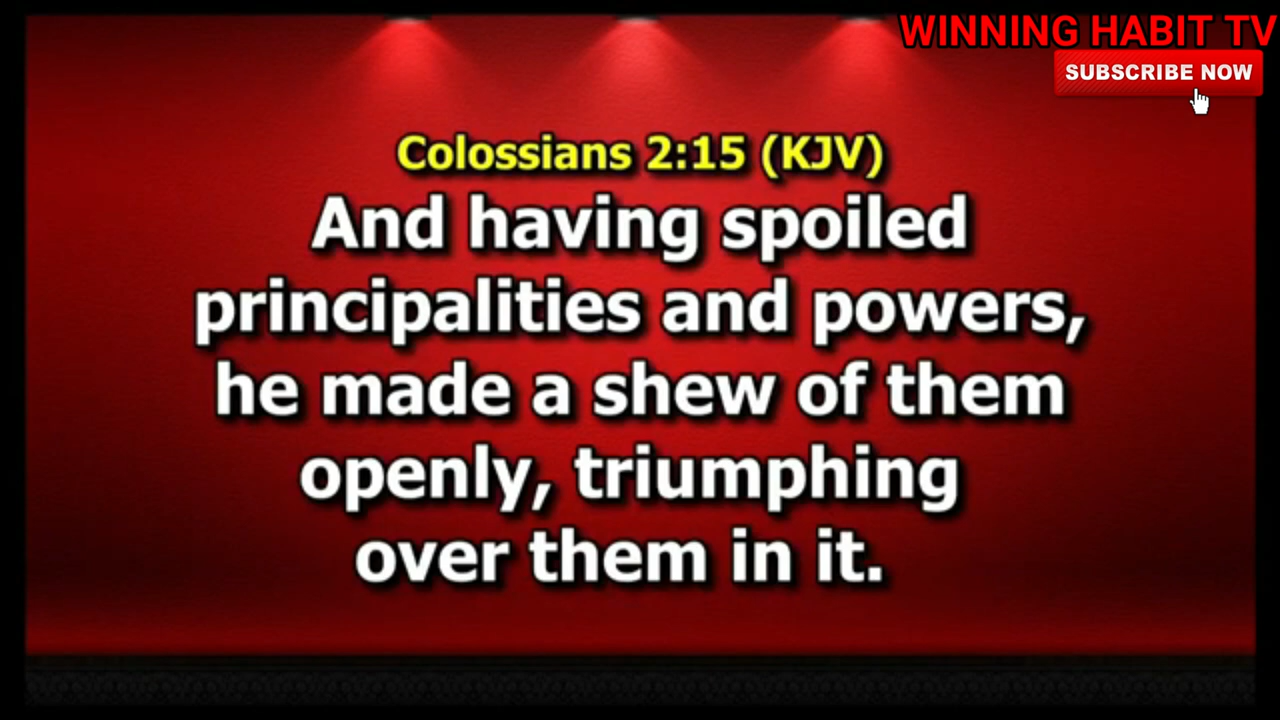 WINNING HABIT TV
SUBSCRIBE NOW
Colossians 2:15 (KJV)
And having spoiled
principalities and powers,
he made a shew of them
openly, triumphing
over them in it.